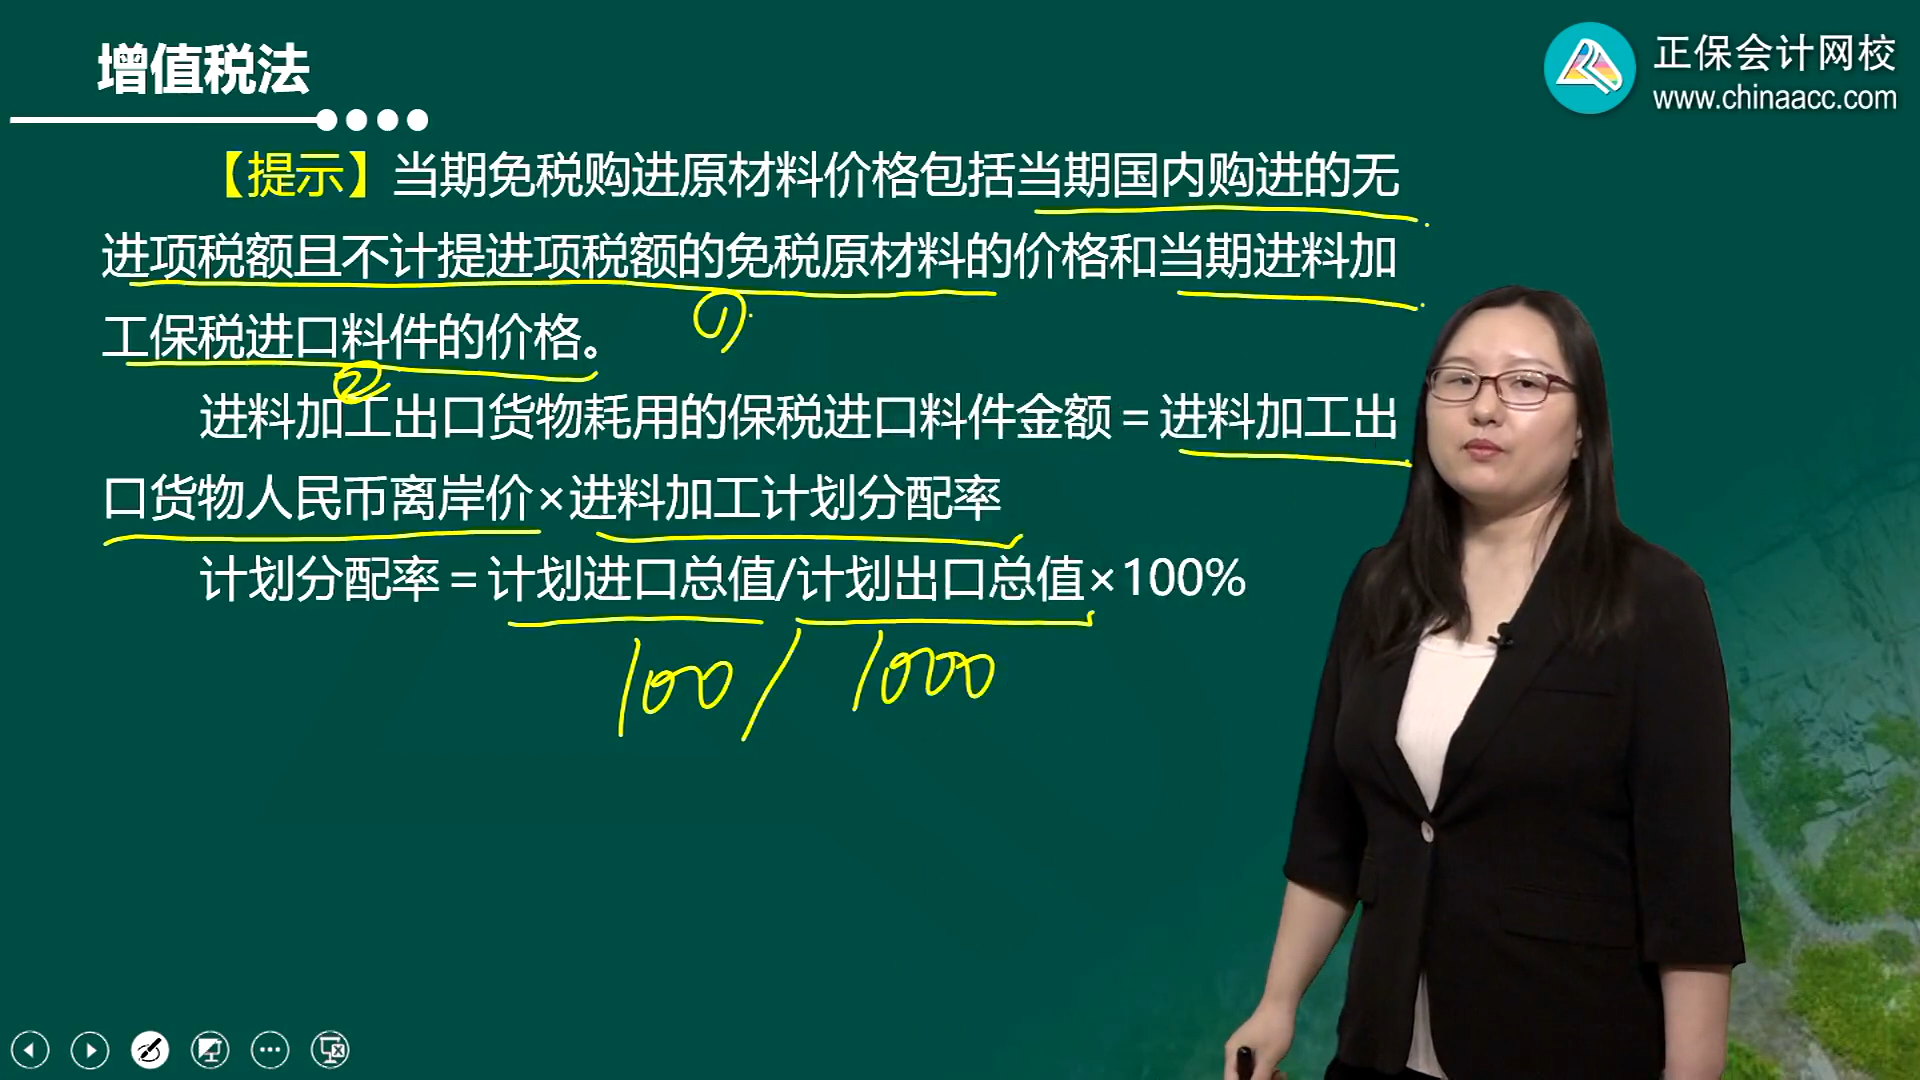 增值税法
正保会计网校
www.chinaacc.com
【提示】当期免税购进原材料价格包括当期国内购进的无
进项税额且不计提进项税额的免税原材料的价格和当期进料加
①
工保税进口料件的价格。
②
进料加工出口货物耗用的保税进口料件金额＝进料加工出
口货物人民币离岸价×进料加工计划分配率
计划分配率＝计划进口总值/计划出口总值×100%
100/1000